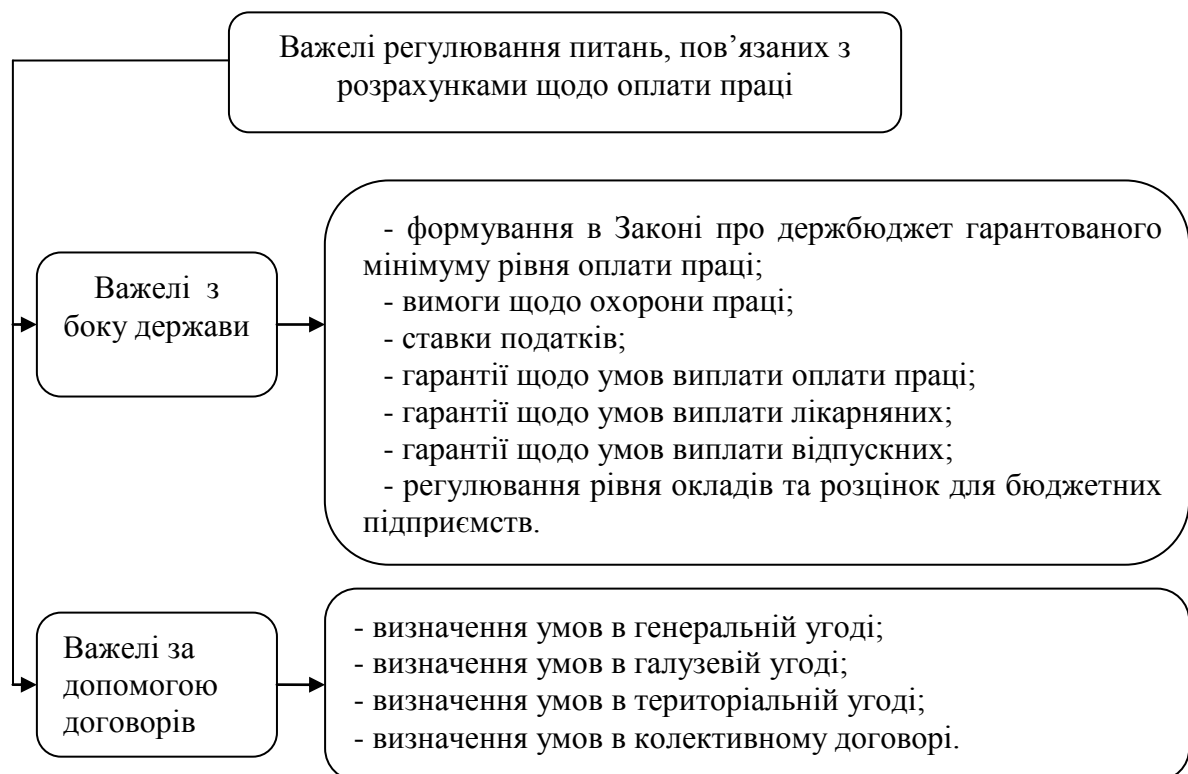 Важелі регулювання питань, пов’язаних з
розрахунками щодо оплати праці
Важелі з
боку держави
- формування в Законі про держбюджет гарантованого
мінімуму рівня оплати праці;
- вимоги щодо охорони праці;
- ставки податків;
- гарантії щодо умов виплати оплати праці;
- гарантії щодо умов виплати лікарняних;
- гарантії щодо умов виплати відпускних;
- регулювання рівня окладів та розцінок для бюджетних
підприємств.
Важелі за
допомогою
договорів
- визначення умов в генеральній угоді;
- визначення умов в галузевій угоді;
- визначення умов в територіальній угоді;
- визначення умов в колективному договорі.